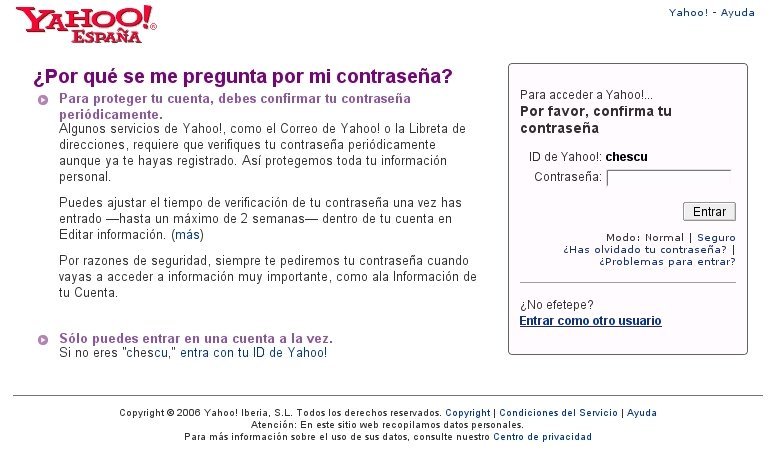 YAHOO!®
ESPAÑA
Yahoo! - Ayuda
¿Por qué se me pregunta por mi contraseña?
Para proteger tu cuenta, debes confirmar tu contraseña
periódicamente.
Algunos servicios de Yahoo!, como el Correo de Yahoo! o la Libreta de
direcciones, requiere que verifiques tu contraseña periódicamente
aunque ya te hayas registrado. Así protegemos toda tu información
personal.
Puedes ajustar el tiempo de verificación de tu contraseña una vez has
entrado —hasta un máximo de 2 semanas— dentro de tu cuenta en
Editar información. (más)
Por razones de seguridad, siempre te pediremos tu contraseña cuando
vayas a acceder a información muy importante, como ala Información de
tu Cuenta.
Sólo puedes entrar en una cuenta a la vez.
Si no eres "chescu," entra con tu ID de Yahoo!
Para acceder a Yahoo!...
Por favor, confirma tu
contraseña
ID de Yahoo!: chescu
Contraseña:
Entrar
Modo: Normal | Seguro
¿Has olvidado tu contraseña? |
¿Problemas para entrar?
¿No efetepe?
Entrar como otro usuario
Copyright © 2006 Yahoo! Iberia, S.L. Todos los derechos reservados. Copyright | Condiciones del Servicio | Ayuda
Atención: En este sitio web recopilamos datos personales.
Para más información sobre el uso de sus datos, consulte nuestro Centro de privacidad